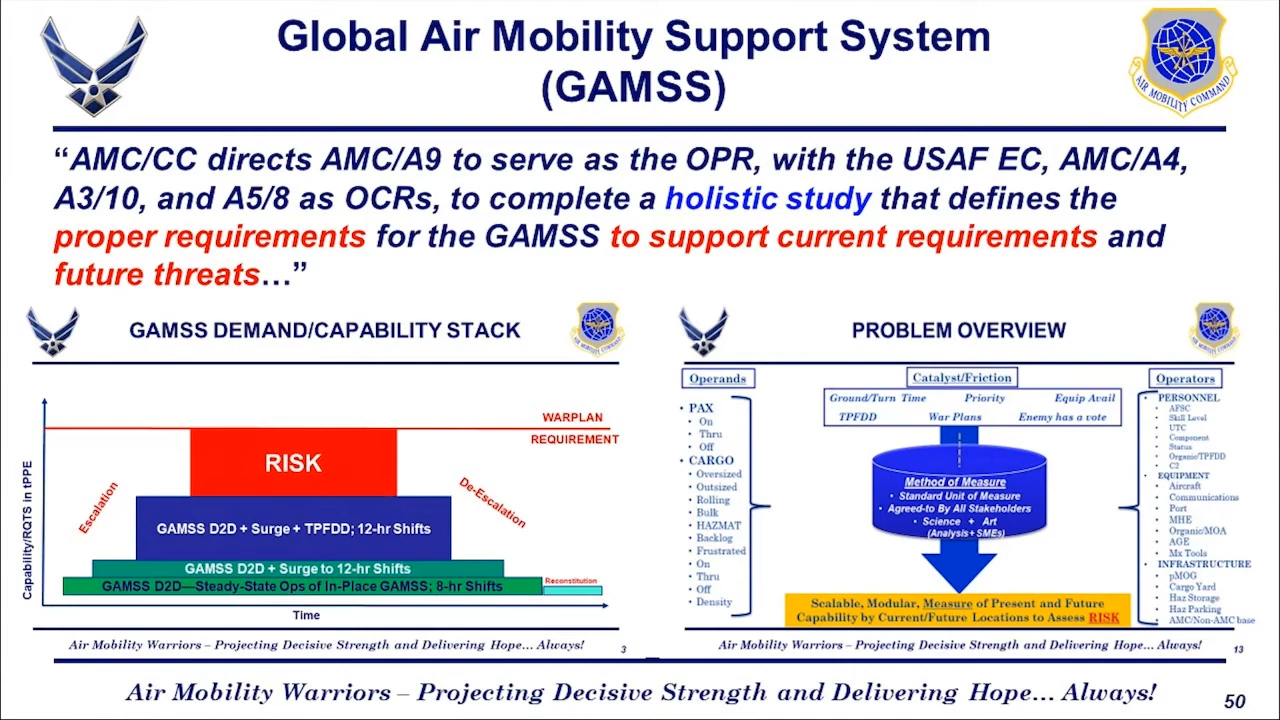 Global Air Mobility Support System
(GAMSS)
AIR MOBILITY COMMAND
“AMC/CC directs AMC/A9 to serve as the OPR, with the USAF EC, AMC/A4,
A3/10, and A5/8 as OCRs, to complete a holistic study that defines the
proper requirements for the GAMSS to support current requirements and
future threats…”
GAMSS DEMAND/CAPABILITY STACK
Capability/RQTS in tPPE
WARPLAN
REQUIREMENT
RISK
Escalation
De-Escalation
GAMSS D2D + Surge + TPFDD; 12-hr Shifts
GAMSS D2D + Surge to 12-hr Shifts
GAMSS D2D—Steady-State Ops of In-Place GAMSS; 8-hr Shifts
Reconstitution
Time
Air Mobility Warriors – Projecting Decisive Strength and Delivering Hope… Always!
3
PROBLEM OVERVIEW
Operands
• PAX
• On
• Thru
• Off
• CARGO
• Oversized
• Outsized
• Rolling
• Bulk
• HAZMAT
• Backlog
• Frustrated
• On
• Thru
• Off
• Density
Catalyst/Friction
Ground/Turn Time Priority Equip Avail
TPFDD War Plans Enemy has a vote
Method of Measure
• Standard Unit of Measure
• Agreed-to By All Stakeholders
• Science + Art
(Analysis + SMEs)
Scalable, Modular, Measure of Present and Future
Capability by Current/Future Locations to Assess RISK
Operators
• PERSONNEL
• AFSC
• Skill Level
• UTC
• Component
• Status
• Organic/TPFDD
• C2
• EQUIPMENT
• Aircraft
• Communications
• Port
• MHE
• Organic/MOA
• AGE
• Mx Tools
• INFRASTRUCTURE
• pMOG
• Cargo Yard
• Haz Storage
• Haz Parking
• AMC/Non-AMC base
Air Mobility Warriors – Projecting Decisive Strength and Delivering Hope… Always!
13
Air Mobility Warriors – Projecting Decisive Strength and Delivering Hope… Always!
50